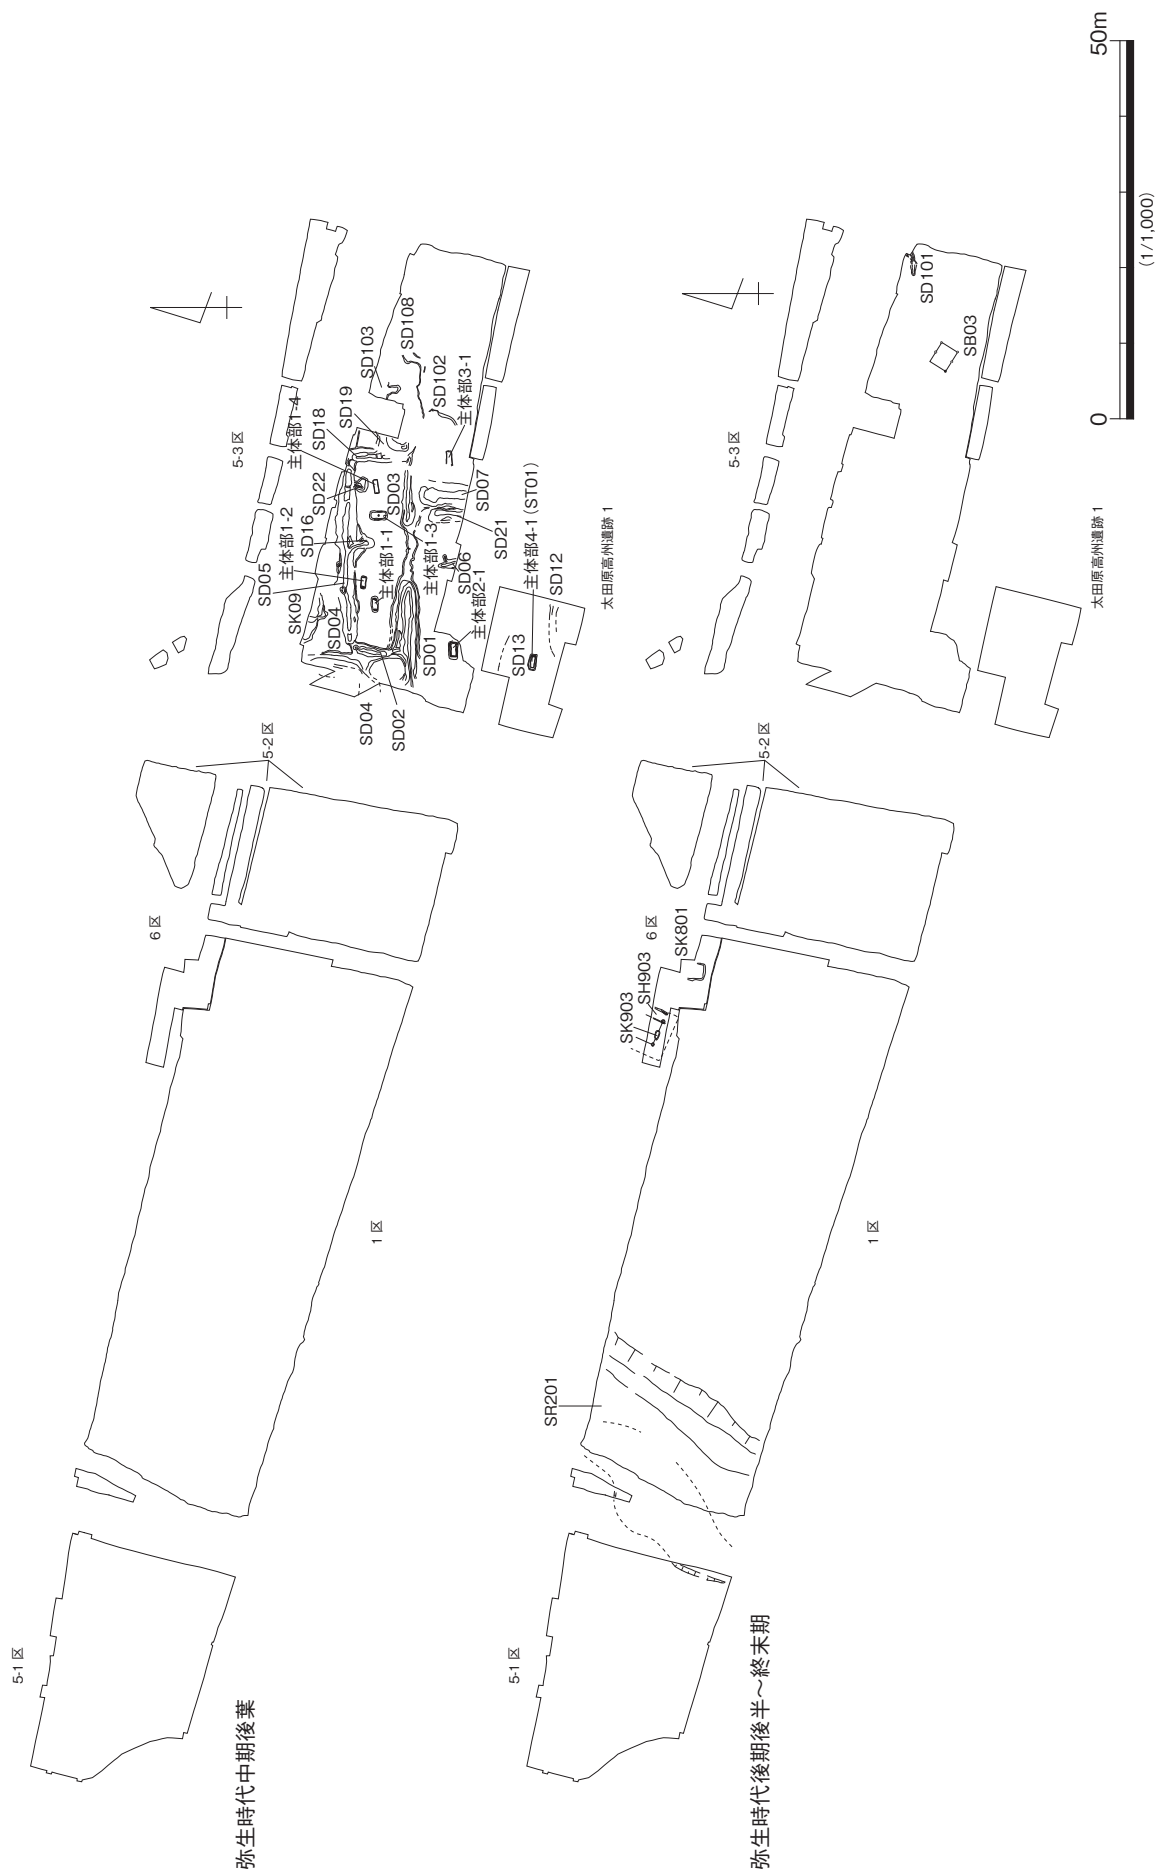 弥生時代中期後葉
5-1 区
1 区
6 区
5-2 区
5-3 区
SD04
SD02
SD04
SK09
SD05
主体部1-2
SD16
SD22
主体部1-4
SD18
SD19
SD103
SD108
SD102
主体部3-1
SD03
主体部1-1
主体部1-3
SD01
SD06
主体部2-1
SD07
SD21
主体部4-1 (ST01)
SD13
SD12
太田原高州遺跡 1
弥生時代後期後半～終末期
5-1 区
SR201
1 区
6 区
SK903
SH903
SK801
5-2 区
5-3 区
SD101
SB03
太田原高州遺跡 1
0
50m
(1/1,000)